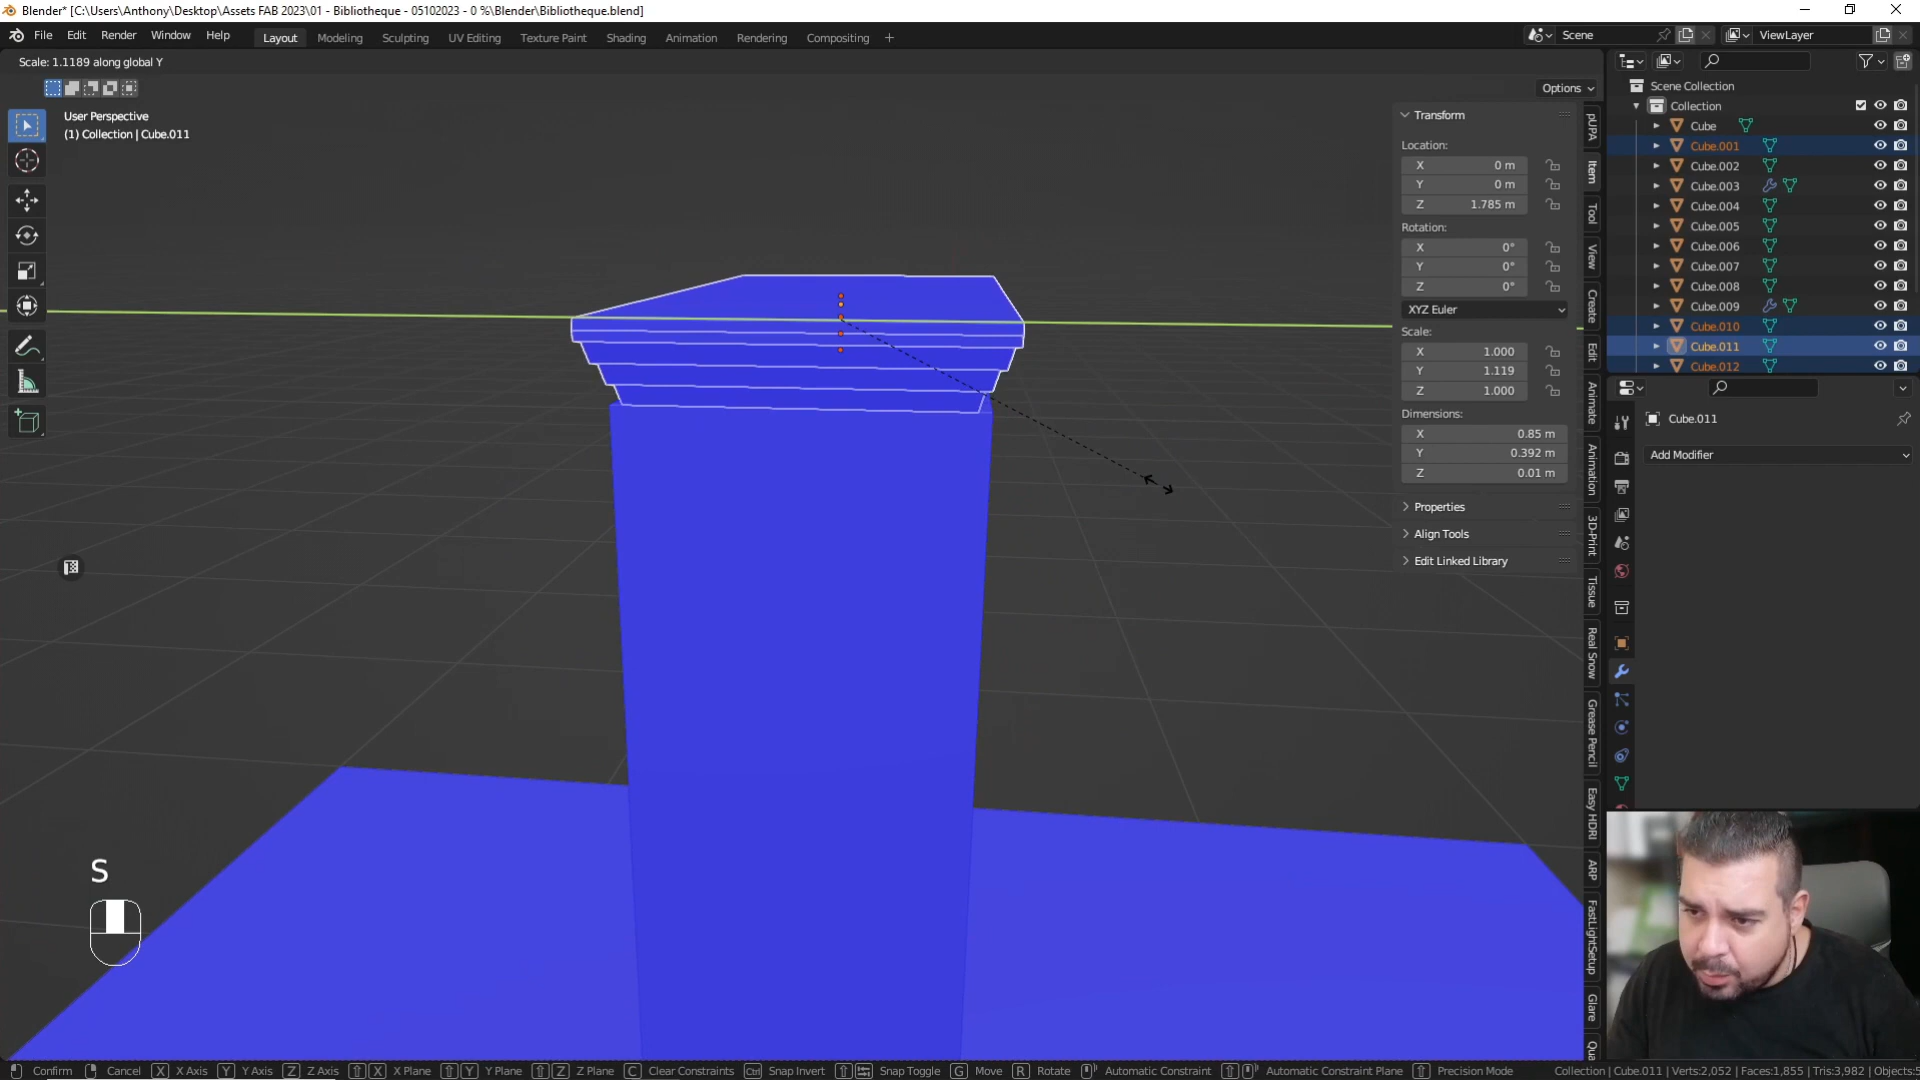 Blender* [C:\Users\Anthony\Desktop\Assets FAB 2023\01 - Bibliotheque - 05102023 - 0 %\Blender\Bibliotheque.blend]
File Edit Render Window Help Layout Modeling Sculpting UV Editing Texture Paint Shading Animation Rendering Compositing + Scene ViewLayer
Scale: 1.1189 along global Y
Options
User Perspective
(1) Collection | Cube.011
Transform
Location:
X 0 m
Y 0 m
Z 1.785 m
Rotation:
X 0°
Y 0°
Z 0°
XYZ Euler
Scale:
X 1.000
Y 1.119
Z 1.000
Dimensions:
X 0.85 m
Y 0.392 m
Z 0.01 m
Properties
Align Tools
Edit Linked Library
pUPA
Item
Tool
View
Create
Edit
Animate
Animation
3D-Print
Tissue
Real Snow
Grease Pencil
Easy HDRI
ARP
FastLightSetup
Glare
Qua
Scene Collection
Collection
Cube
Cube.001
Cube.002
Cube.003
Cube.004
Cube.005
Cube.006
Cube.007
Cube.008
Cube.009
Cube.010
Cube.011
Cube.012
Cube.011
Add Modifier
S
Confirm Cancel X X Axis Y Y Axis Z Z Axis X X Plane Y Y Plane Z Z Plane C Clear Constraints Ctrl Snap Invert Snap Toggle G Move R Rotate Automatic Constraint Automatic Constraint Plane Precision Mode Collection | Cube.011 | Verts:2,052 | Faces:1,855 | Tris:3,982 | Objects:5